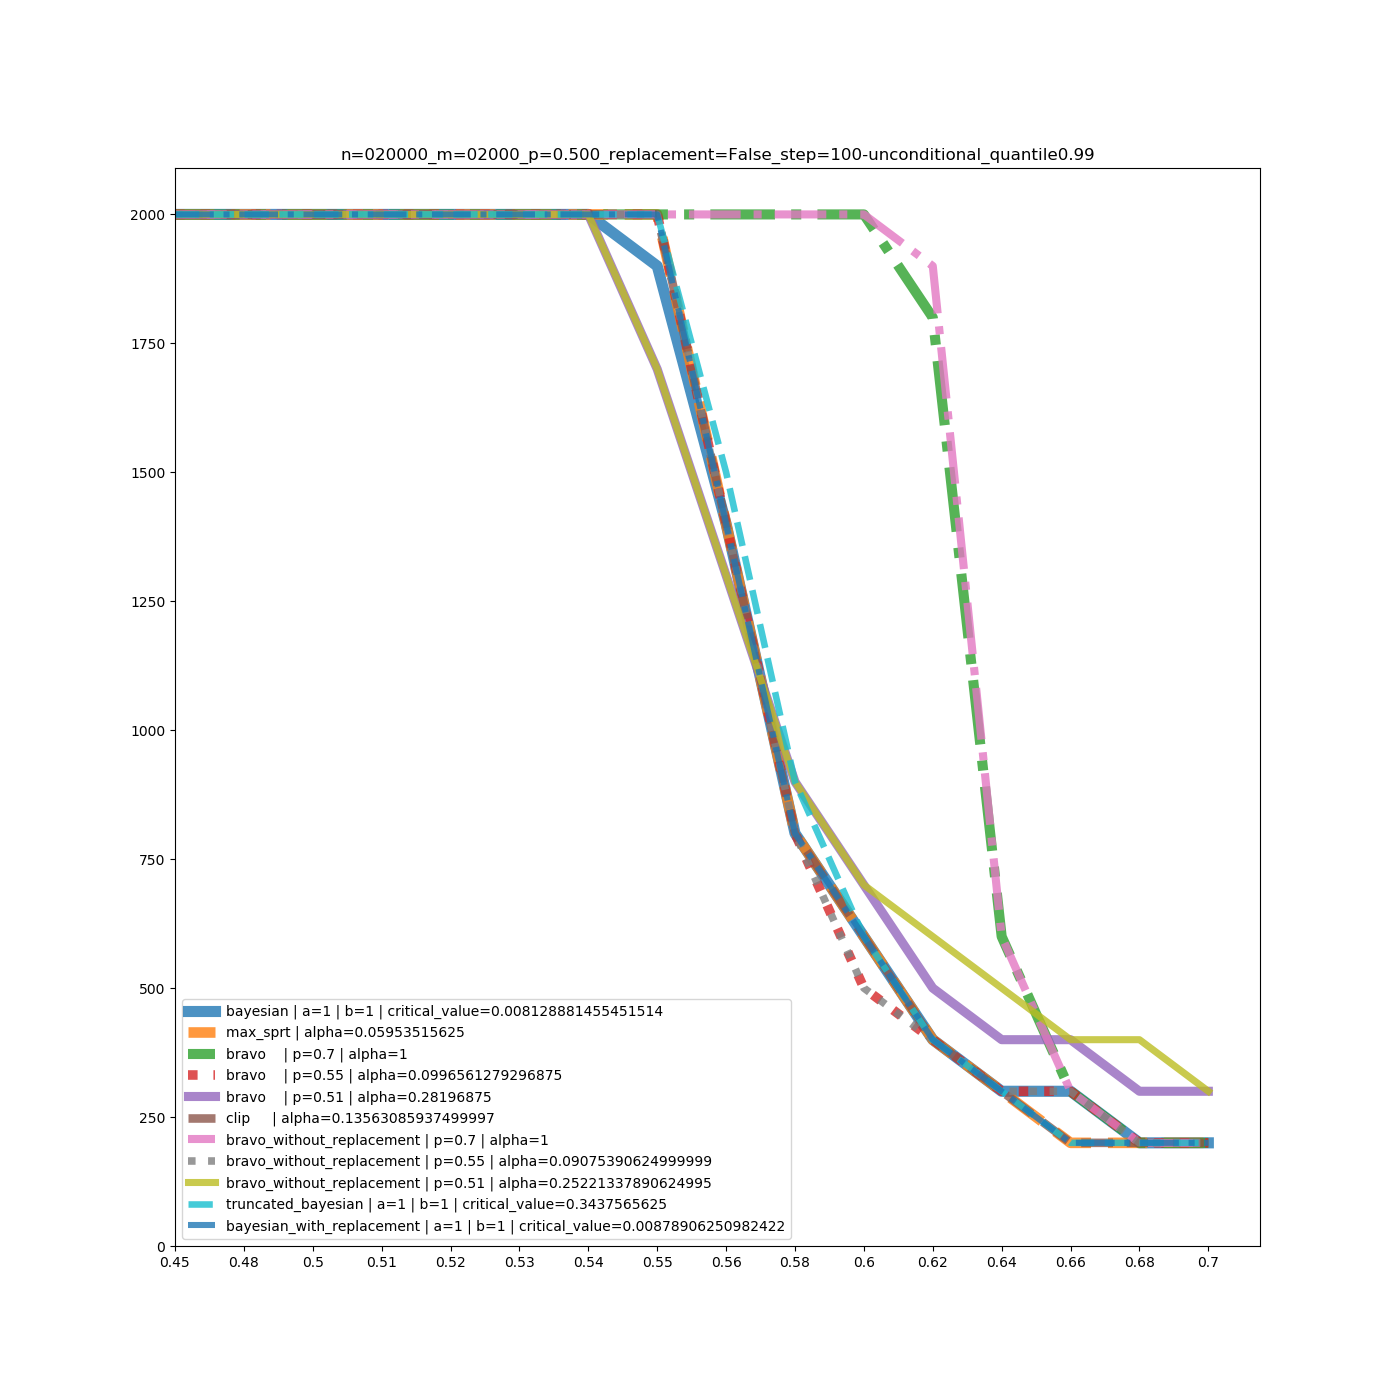 n=020000_m=02000_p=0.500_replacement=False_step=100-unconditional_quantile0.99
2000
1750
1500
1250
1000
750
500
250
0
bayesian | a=1 | b=1 | critical_value=0.008128881455451514
max_sprt | alpha=0.05953515625
bravo | p=0.7 | alpha=1
bravo | p=0.55 | alpha=0.0996561279296875
bravo | p=0.51 | alpha=0.28196875
clip | alpha=0.13563085937499997
bravo_without_replacement | p=0.7 | alpha=1
bravo_without_replacement | p=0.55 | alpha=0.09075390624999999
bravo_without_replacement | p=0.51 | alpha=0.25221337890624995
truncated_bayesian | a=1 | b=1 | critical_value=0.3437565625
bayesian_with_replacement | a=1 | b=1 | critical_value=0.00878906250982422
0.45 0.48 0.5 0.51 0.52 0.53 0.54 0.55 0.56 0.58 0.6 0.62 0.64 0.66 0.68 0.7